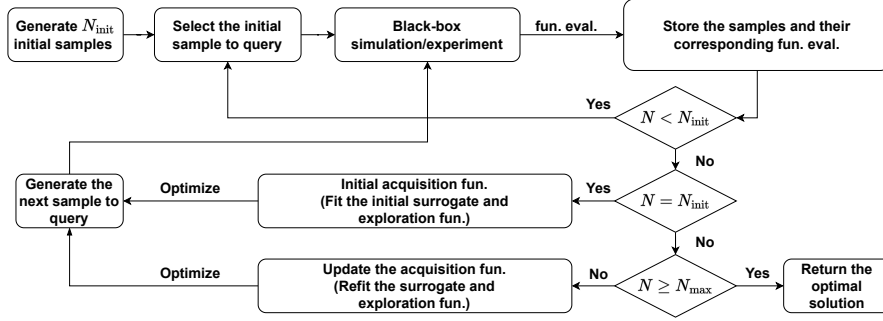 Generate N_init
initial samples
Select the initial
sample to query
Black-box
simulation/experiment
fun. eval.
Store the samples and their
corresponding fun. eval.
Yes
N < N_init
No
Generate the
next sample to
query
Optimize
Initial acquisition fun.
(Fit the initial surrogate and
exploration fun.)
Yes
N = N_init
No
Optimize
Update the acquisition fun.
(Refit the surrogate and
exploration fun.)
No
N ≥ N_max
Yes
Return the
optimal
solution